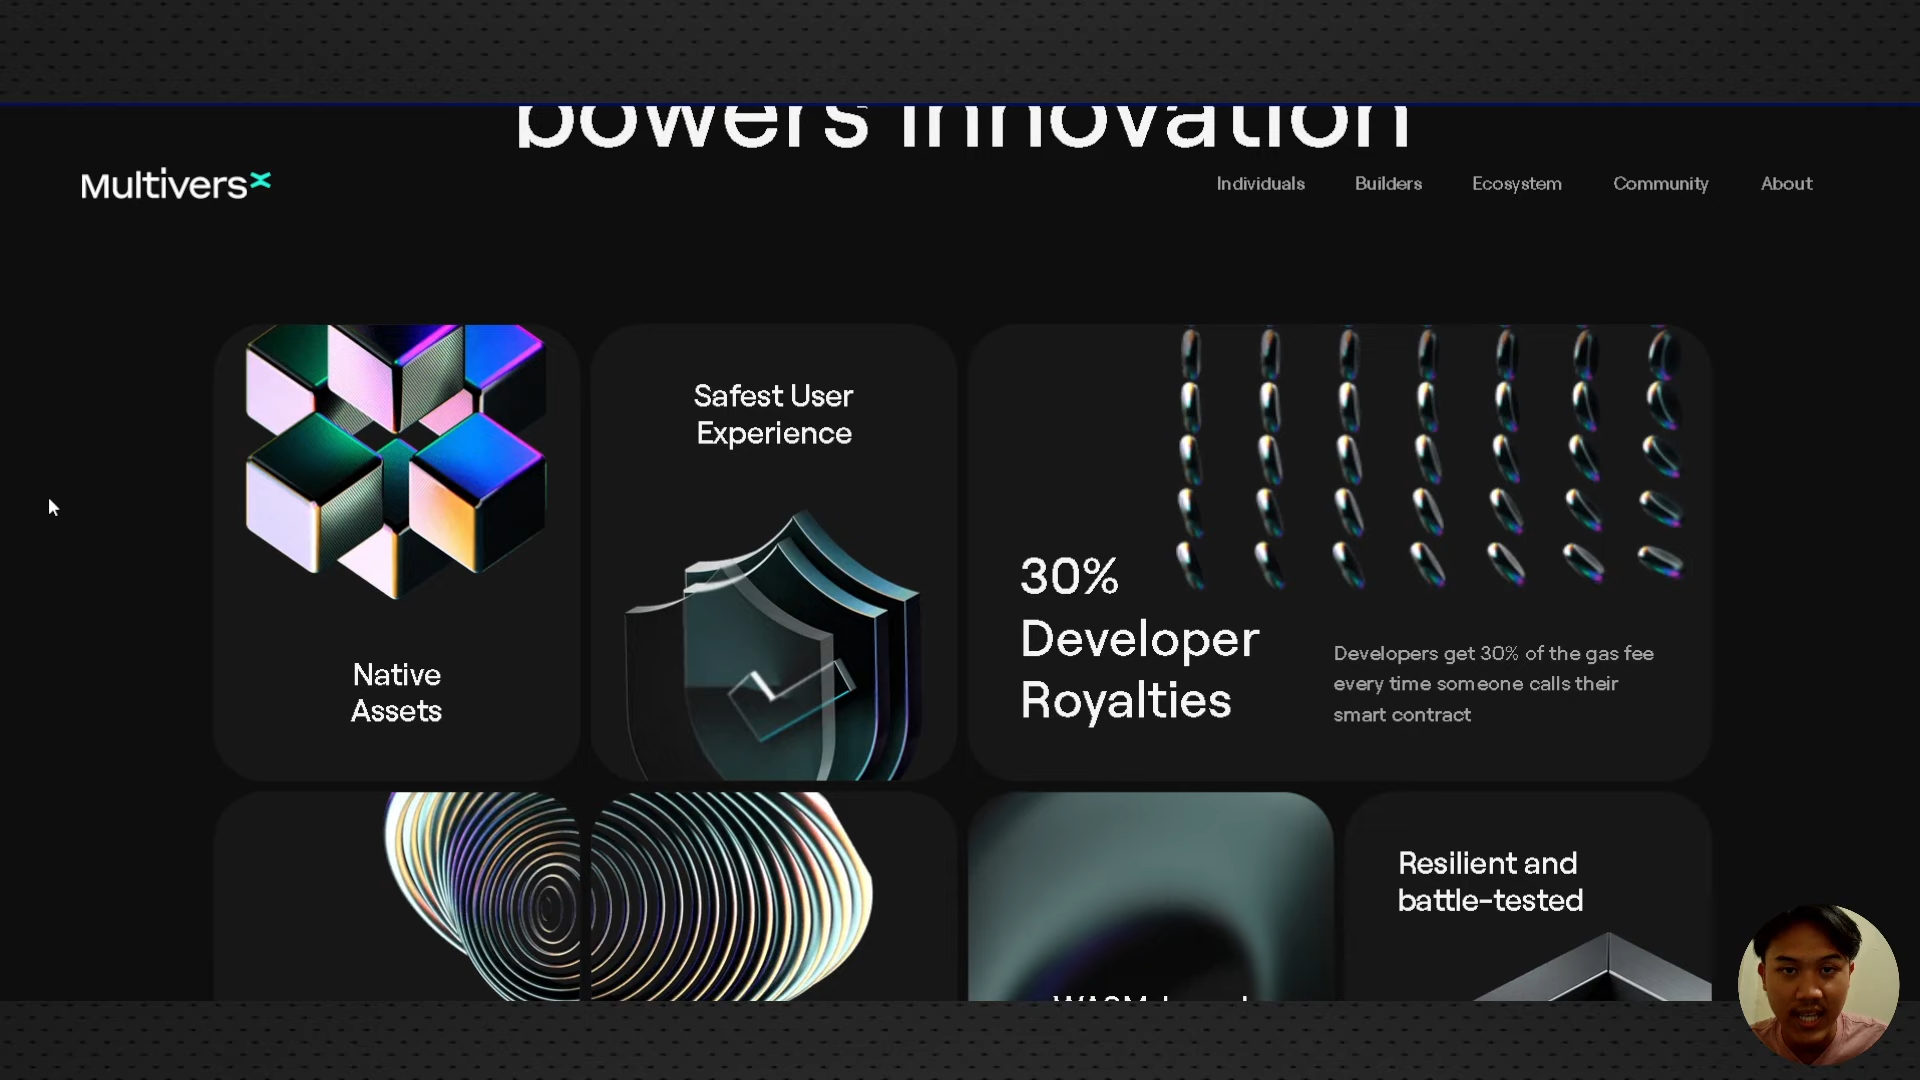 powers innovation
Multivers
Individuals
Builders
Ecosystem
Community
About
Safest User
Experience
Native
Assets
30%
Developer
Royalties
Developers get 30% of the gas fee
every time someone calls their
smart contract
Resilient and
battle-tested